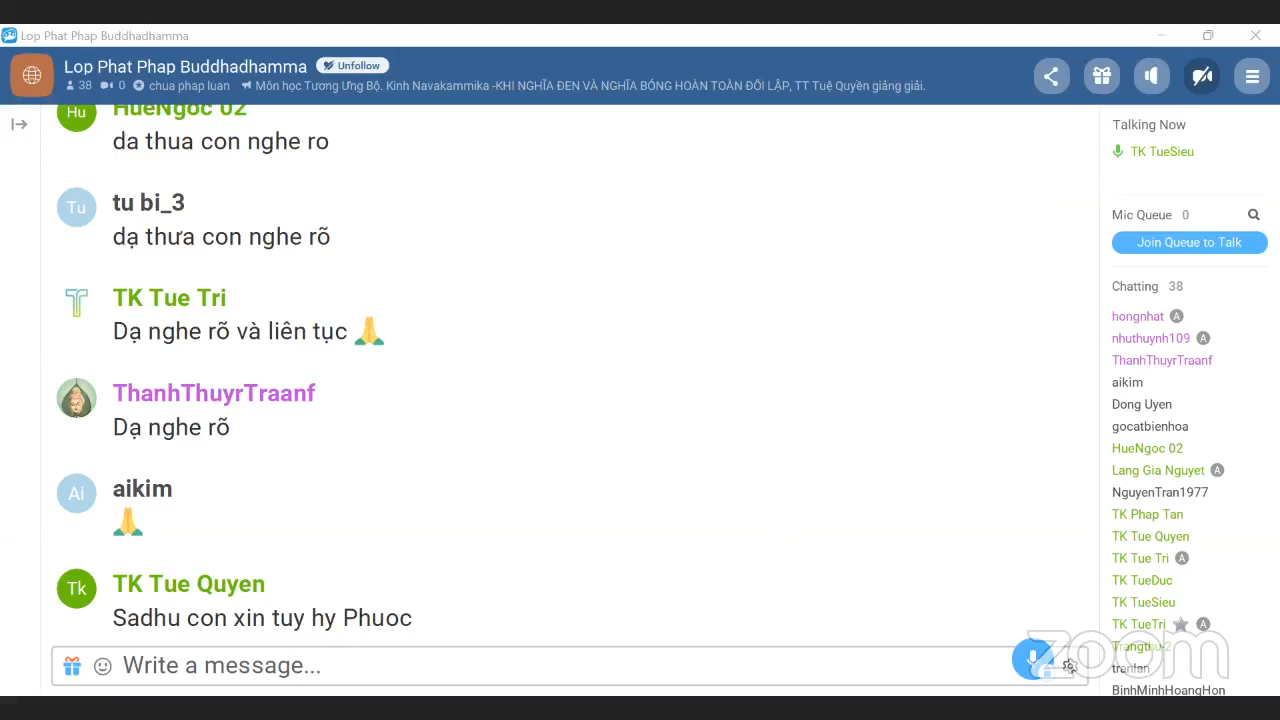 Lop Phat Phap Buddhadhamma
Lop Phat Phap Buddhadhamma
Unfollow
38
0
chua phap luan
Môn học Tương Ưng Bộ. Kinh Navakammika -KHI NGHĨA ĐEN VÀ NGHĨA BÓNG HOÀN TOÀN ĐỐI LẬP, TT Tuệ Quyền giảng giải.
Hu
HueNgoc 02
da thua con nghe ro
Tu
tu bi_3
dạ thưa con nghe rõ
TK Tue Tri
Dạ nghe rõ và liên tục 🙏
ThanhThuyrTraanf
Dạ nghe rõ
Ai
aikim
🙏
Tk
TK Tue Quyen
Sadhu con xin tuy hy Phuoc
Write a message...
Talking Now
TK TueSieu
Mic Queue 0
Join Queue to Talk
Chatting 38
hongnhat A
nhuthuynh109 A
ThanhThuyrTraanf
aikim
Dong Uyen
gocatbienhoa
HueNgoc 02
Lang Gia Nguyet A
NguyenTran1977
TK Phap Tan
TK Tue Quyen
TK Tue Tri A
TK TueDuc
TK TueSieu
TK TueTri A
Trangthu-2
tranlan
BinhMinhHoangHon
zoom